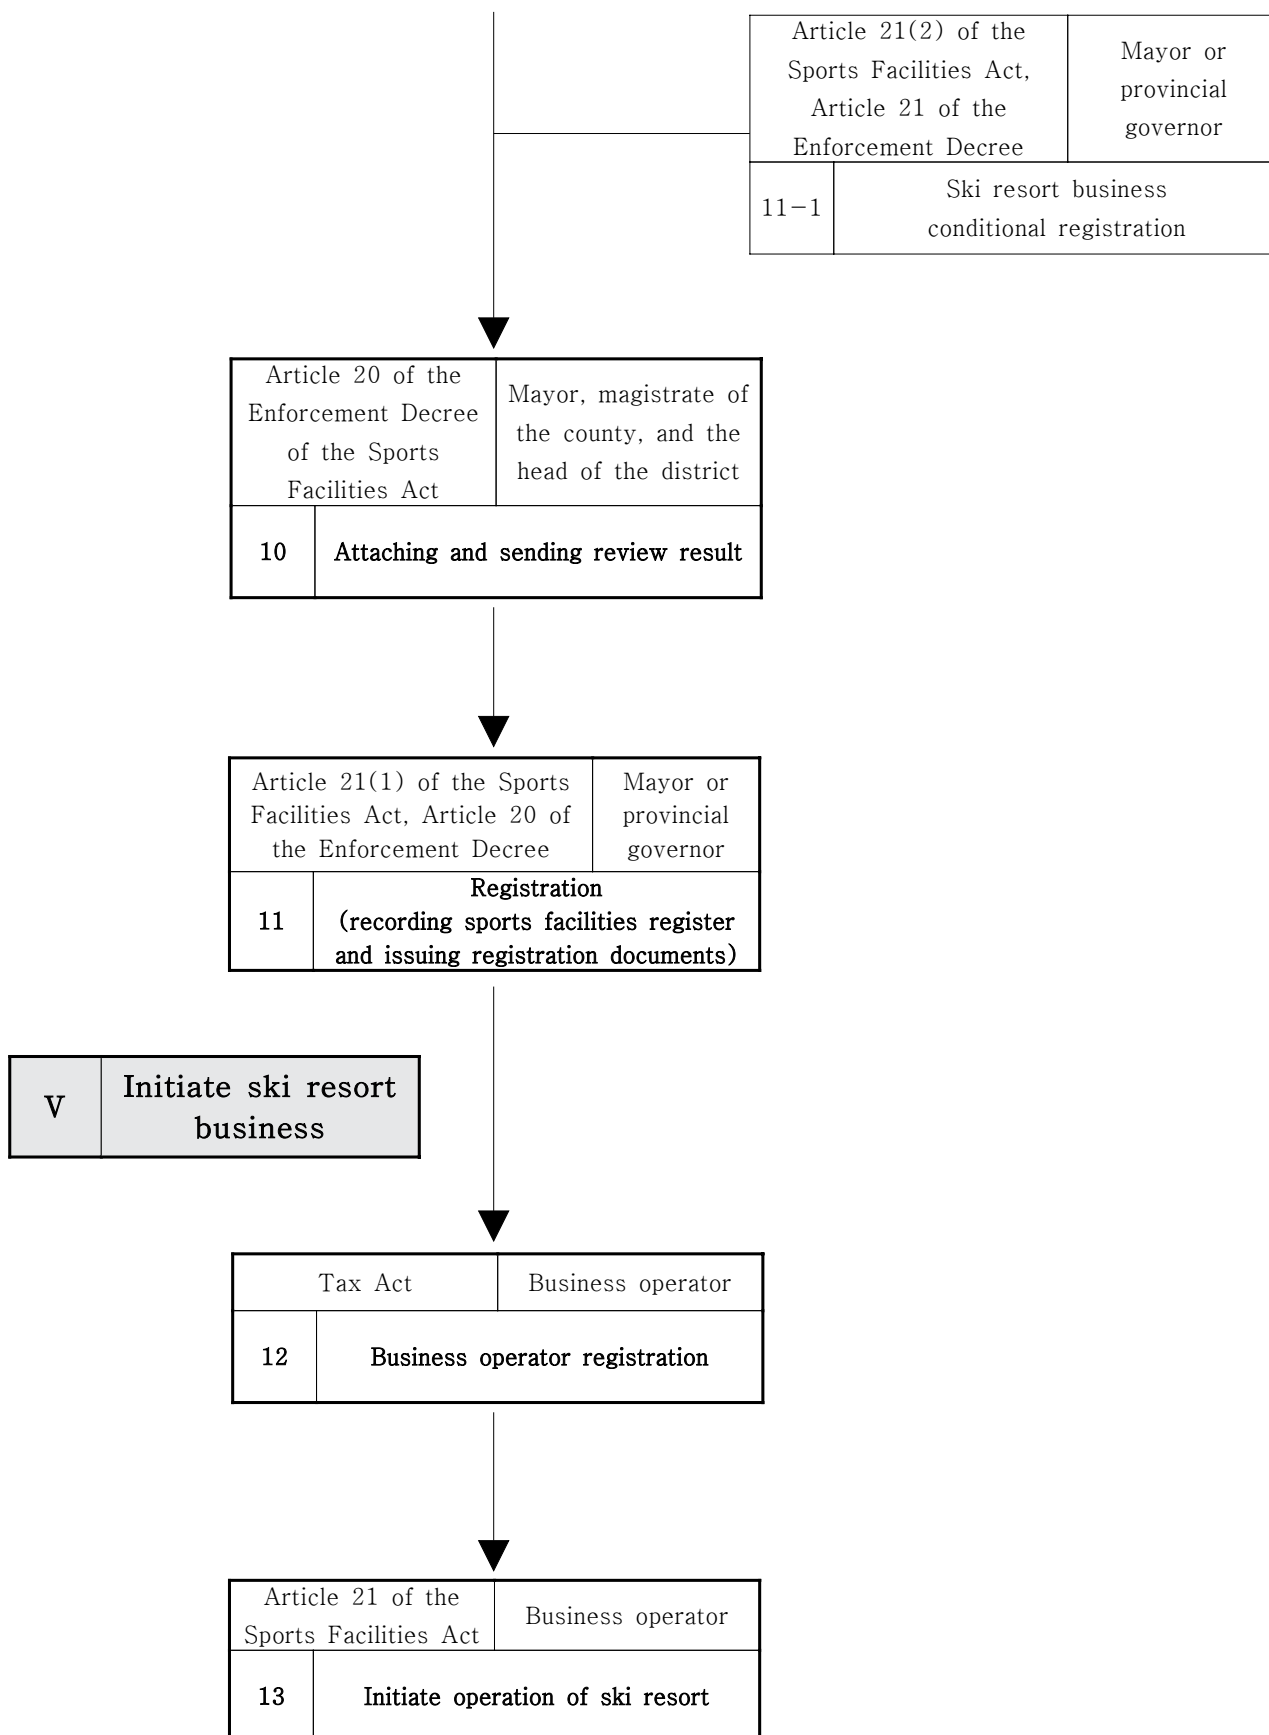 Article 21(2) of the
Sports Facilities Act,
Article 21 of the
Enforcement Decree
Mayor or
provincial
governor
11-1
Ski resort business
conditional registration
Article 20 of the
Enforcement Decree
of the Sports
Facilities Act
Mayor, magistrate of
the county, and the
head of the district
10
Attaching and sending review result
Article 21(1) of the Sports
Facilities Act, Article 20 of
the Enforcement Decree
Mayor or
provincial
governor
11
Registration
(recording sports facilities register
and issuing registration documents)
V
Initiate ski resort
business
Tax Act
Business operator
12
Business operator registration
Article 21 of the
Sports Facilities Act
Business operator
13
Initiate operation of ski resort